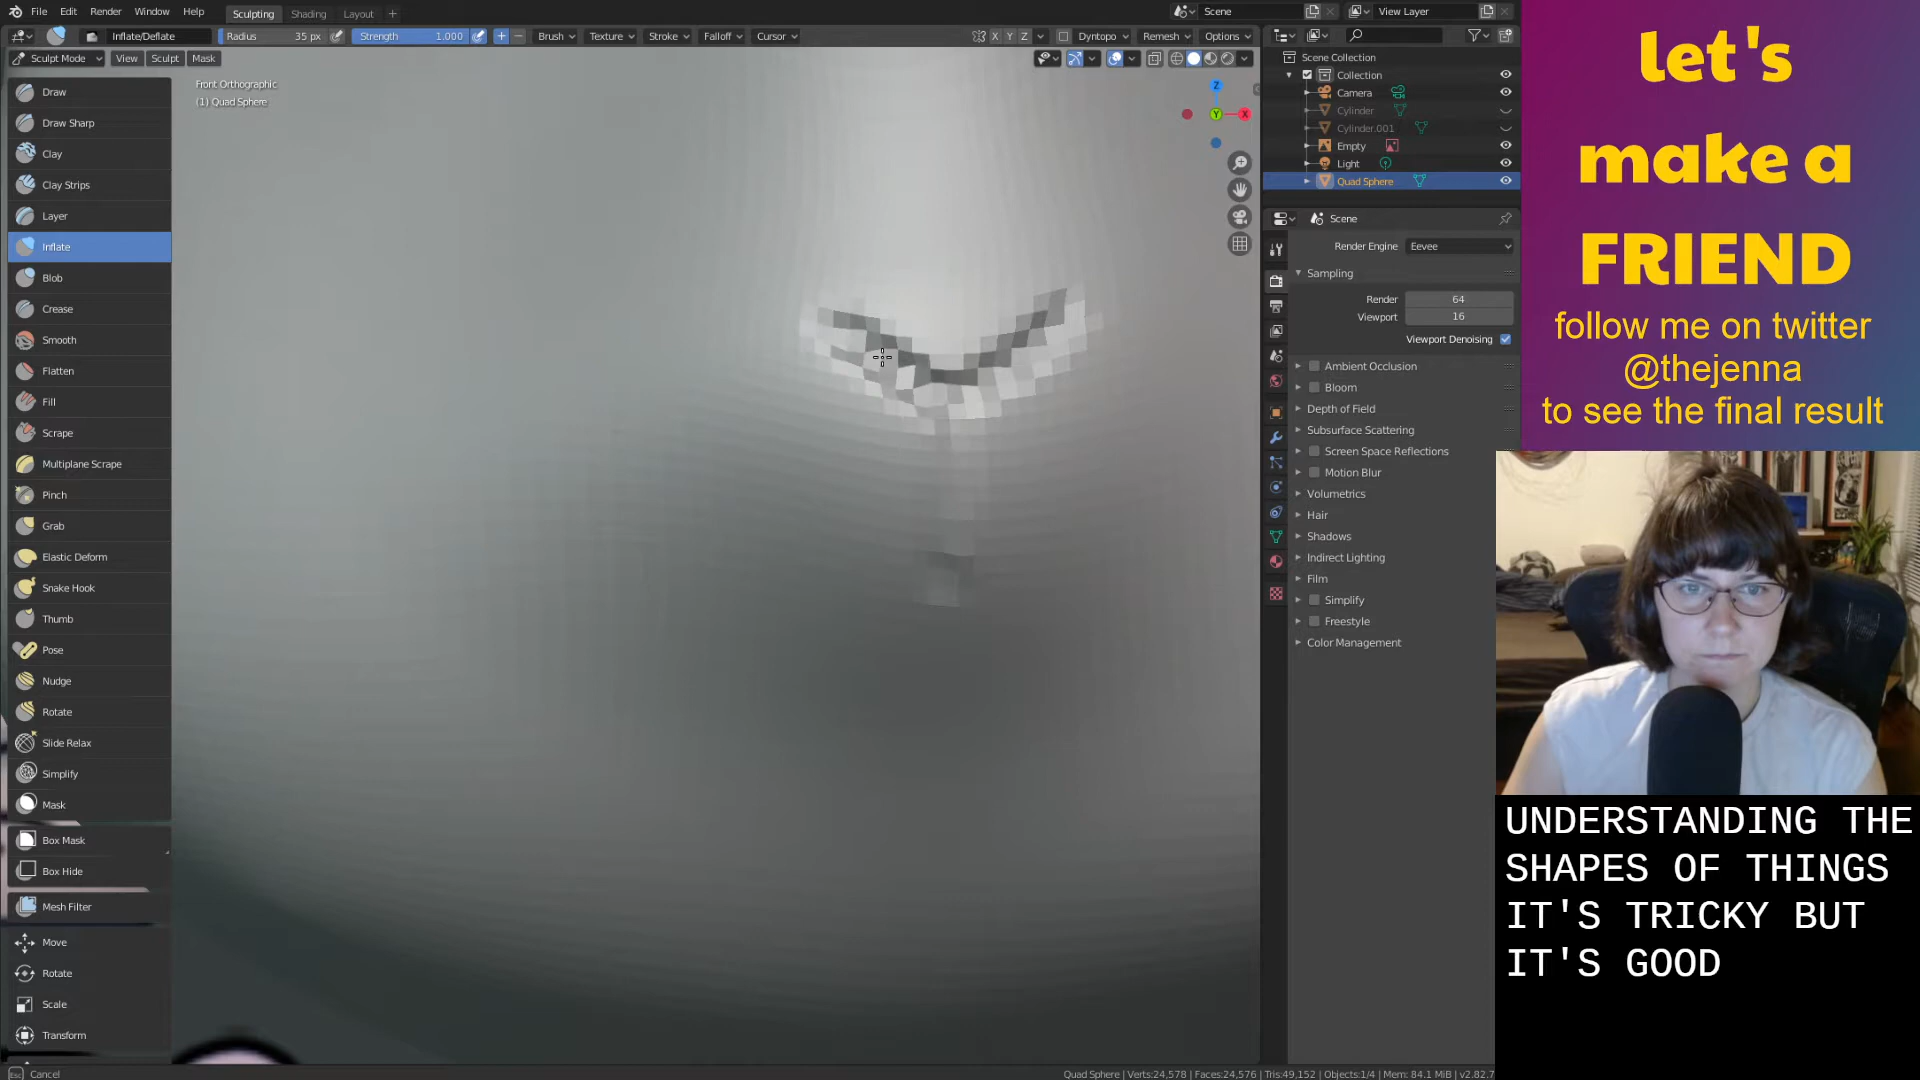 File Edit Render Window Help Sculpting Shading Layout + Scene View Layer
Inflate/Deflate Radius 35 px Strength 1.000 + − Brush Texture Stroke Falloff Cursor X Y Z Dyntopo Remesh Options
Sculpt Mode View Sculpt Mask
Front Orthographic
(1) Quad Sphere
Z
Y
X
Draw
Draw Sharp
Clay
Clay Strips
Layer
Inflate
Blob
Crease
Smooth
Flatten
Fill
Scrape
Multiplane Scrape
Pinch
Grab
Elastic Deform
Snake Hook
Thumb
Pose
Nudge
Rotate
Slide Relax
Simplify
Mask
Box Mask
Box Hide
Mesh Filter
Move
Rotate
Scale
Transform
Esc Cancel
Quad Sphere | Verts:24,578 | Faces:24,576 | Tris:49,152 | Objects:1/4 | Mem: 84.1 MiB | v2.82.7
Scene Collection
Collection
Camera
Cylinder
Cylinder.001
Empty
Light
Quad Sphere
Scene
Render Engine Eevee
Sampling
Render 64
Viewport 16
Viewport Denoising
Ambient Occlusion
Bloom
Depth of Field
Subsurface Scattering
Screen Space Reflections
Motion Blur
Volumetrics
Hair
Shadows
Indirect Lighting
Film
Simplify
Freestyle
Color Management
let's
make a
FRIEND
follow me on twitter
@thejenna
to see the final result
UNDERSTANDING THE
SHAPES OF THINGS
IT'S TRICKY BUT
IT'S GOOD